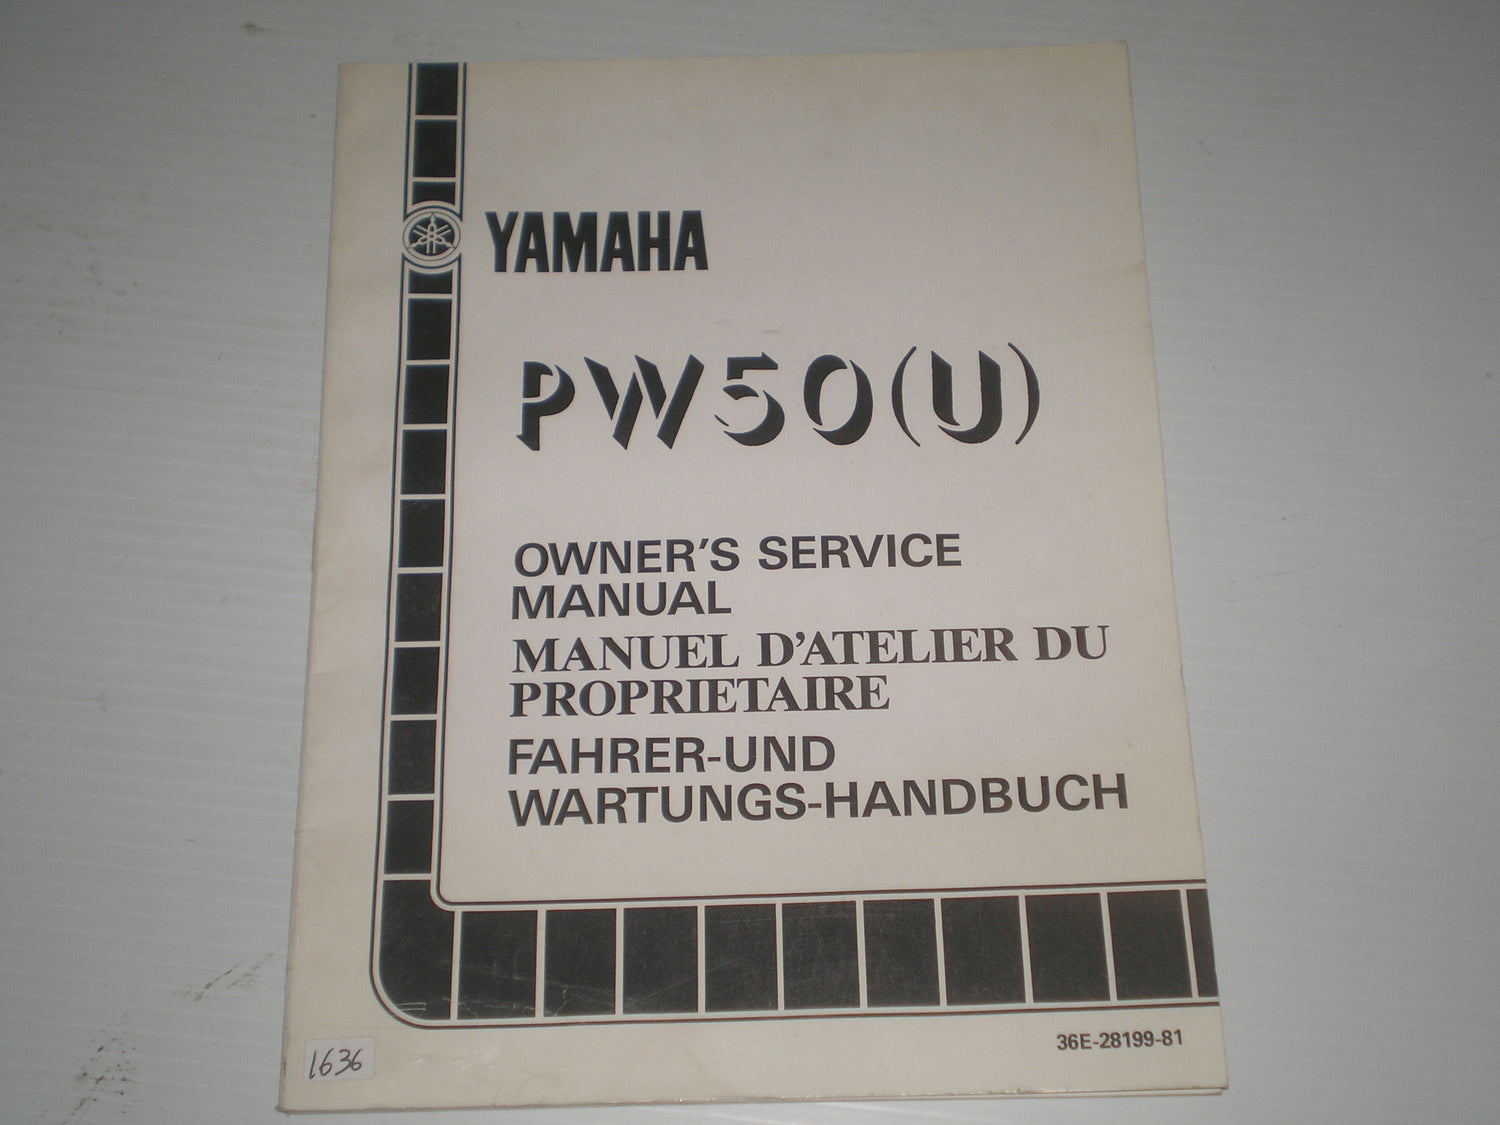 YAMAHA
PW50(U)
OWNER'S SERVICE
MANUAL
MANUEL D'ATELIER DU
PROPRIETAIRE
FAHRER-UND
WARTUNGS-HANDBUCH
36E-28199-81
1636